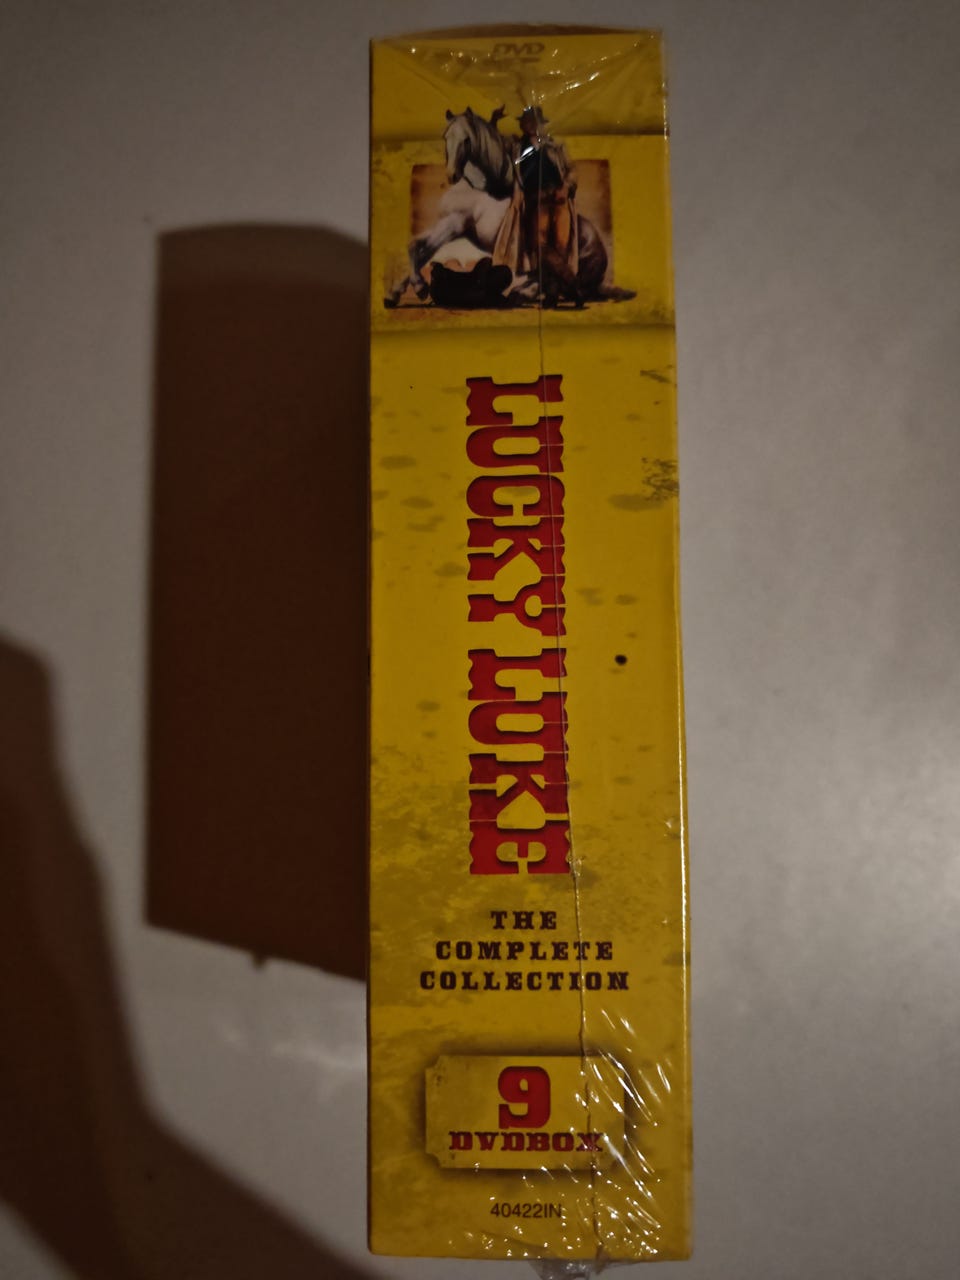 DVD
LUCKY LUKE
THE
COMPLETE
COLLECTION
9
DVDBOX
40422IN